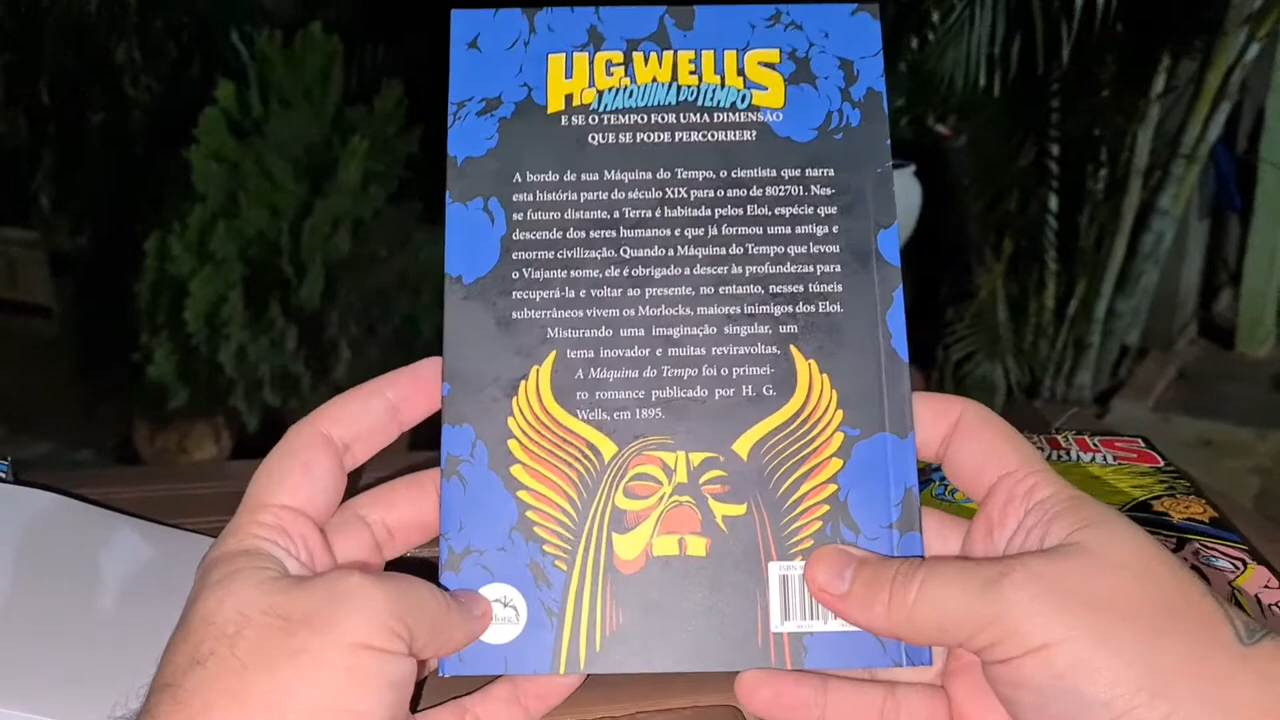 H.G.WELLS
A MÁQUINA DO TEMPO
E SE O TEMPO FOR UMA DIMENSÃO
QUE SE PODE PERCORRER?
A bordo de sua Máquina do Tempo, o cientista que narra
esta história parte do século XIX para o ano de 802701. Nes-
se futuro distante, a Terra é habitada pelos Eloi, espécie que
descende dos seres humanos e que já formou uma antiga e
enorme civilização. Quando a Máquina do Tempo que levou
o Viajante some, ele é obrigado a descer às profundezas para
recuperá-la e voltar ao presente, no entanto, nesses túneis
subterrâneos vivem os Morlocks, maiores inimigos dos Eloi.
Misturando uma imaginação singular, um
tema inovador e muitas reviravoltas,
A Máquina do Tempo foi o primei-
ro romance publicado por H. G.
Wells, em 1895.
ISBN